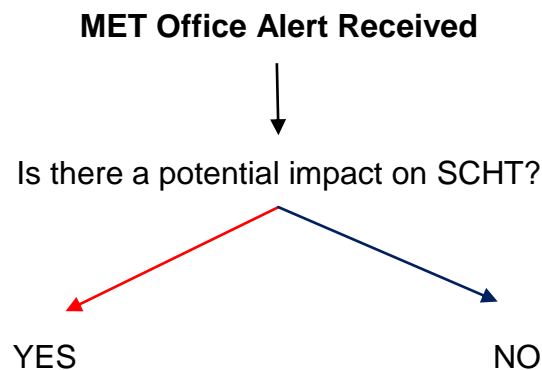 MET Office Alert Received
Is there a potential impact on SCHT?
YES
NO